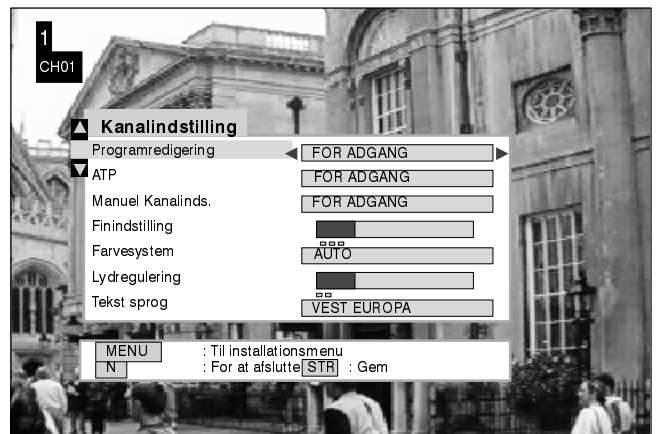 1
CH01
Kanalindstilling
Programredigering FOR ADGANG
ATP FOR ADGANG
Manuel Kanalinds. FOR ADGANG
Finindstilling
Farvesystem AUTO
Lydregulering
Tekst sprog VEST EUROPA
MENU : Til installationsmenu
N : For at afslutte STR : Gem